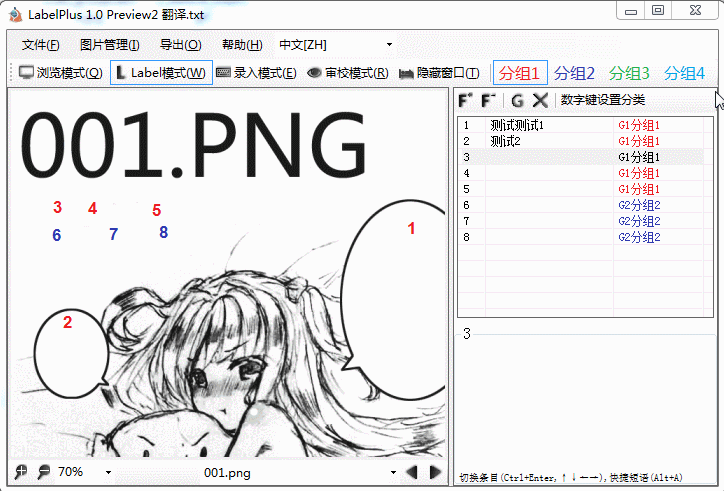 LabelPlus 1.0 Preview2 翻译.txt
文件(F) 图片管理(I) 导出(O) 帮助(H) 中文[ZH]
浏览模式(Q) Label模式(W) 录入模式(E) 审校模式(R) 隐藏窗口(T) 分组1 分组2 分组3 分组4
F+ F- G 数字键设置分类
001.PNG
3 4 5
6 7 8
1
2
1 测试测试1 G1分组1
2 测试2 G1分组1
3 G1分组1
4 G1分组1
5 G1分组1
6 G2分组2
7 G2分组2
8 G2分组2
3
切换条目(Ctrl+Enter,↑↓←→),快捷短语(Alt+A)
70% 001.png